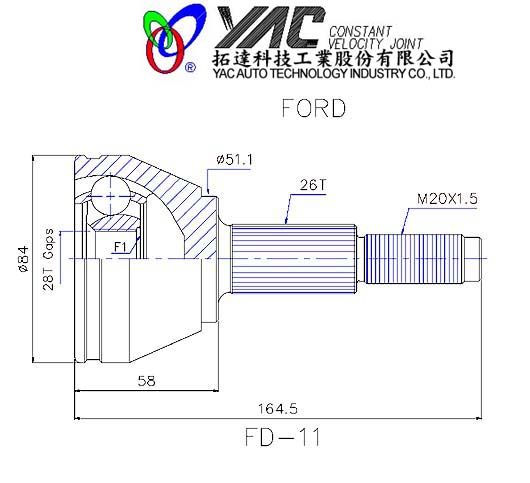 YAC CONSTANT
VELOCITY JOINT
®
拓達科技工業股份有限公司
YAC AUTO TECHNOLOGY INDUSTRY CO., LTD.
FORD
ø51.1
26T
M20X1.5
ø84
28T Gaps
F1
58
164.5
FD-11